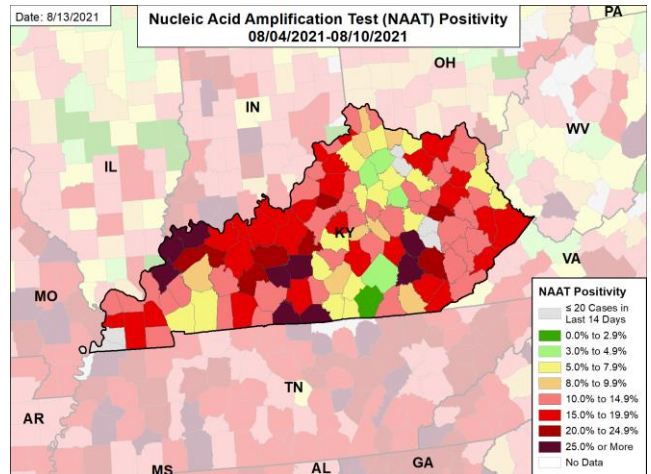 Date: 8/13/2021
Nucleic Acid Amplification Test (NAAT) Positivity
08/04/2021-08/10/2021
PA
OH
IN
WV
IL
KY
VA
MO
TN
AR
MS
AL
GA
NAAT Positivity
≤ 20 Cases in
Last 14 Days
0.0% to 2.9%
3.0% to 4.9%
5.0% to 7.9%
8.0% to 9.9%
10.0% to 14.9%
15.0% to 19.9%
20.0% to 24.9%
25.0% or More
No Data